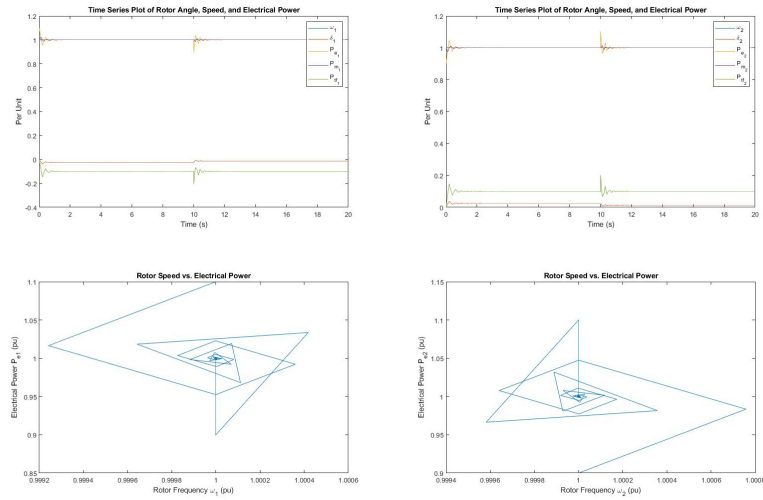 Time Series Plot of Rotor Angle, Speed, and Electrical Power
1.2
1
0.8
0.6
0.4
0.2
0
-0.2
-0.4
Per Unit
0 2 4 6 8 10 12 14 16 18 20
Time (s)
ω1
δ1
Pe1
Pm1
Ptf1
Time Series Plot of Rotor Angle, Speed, and Electrical Power
1.2
1
0.8
0.6
0.4
0.2
0
Per Unit
0 2 4 6 8 10 12 14 16 18 20
Time (s)
ω2
δ2
Pe2
Pm2
Ptf2
Rotor Speed vs. Electrical Power
1.1
1.05
1
0.95
0.9
0.85
Electrical Power Pe1 (pu)
0.9992 0.9994 0.9996 0.9998 1 1.0002 1.0004 1.0006
Rotor Frequency ω1 (pu)
Rotor Speed vs. Electrical Power
1.15
1.1
1.05
1
0.95
0.9
Electrical Power Pe2 (pu)
0.9994 0.9996 0.9998 1 1.0002 1.0004 1.0006 1.0008
Rotor Frequency ω2 (pu)